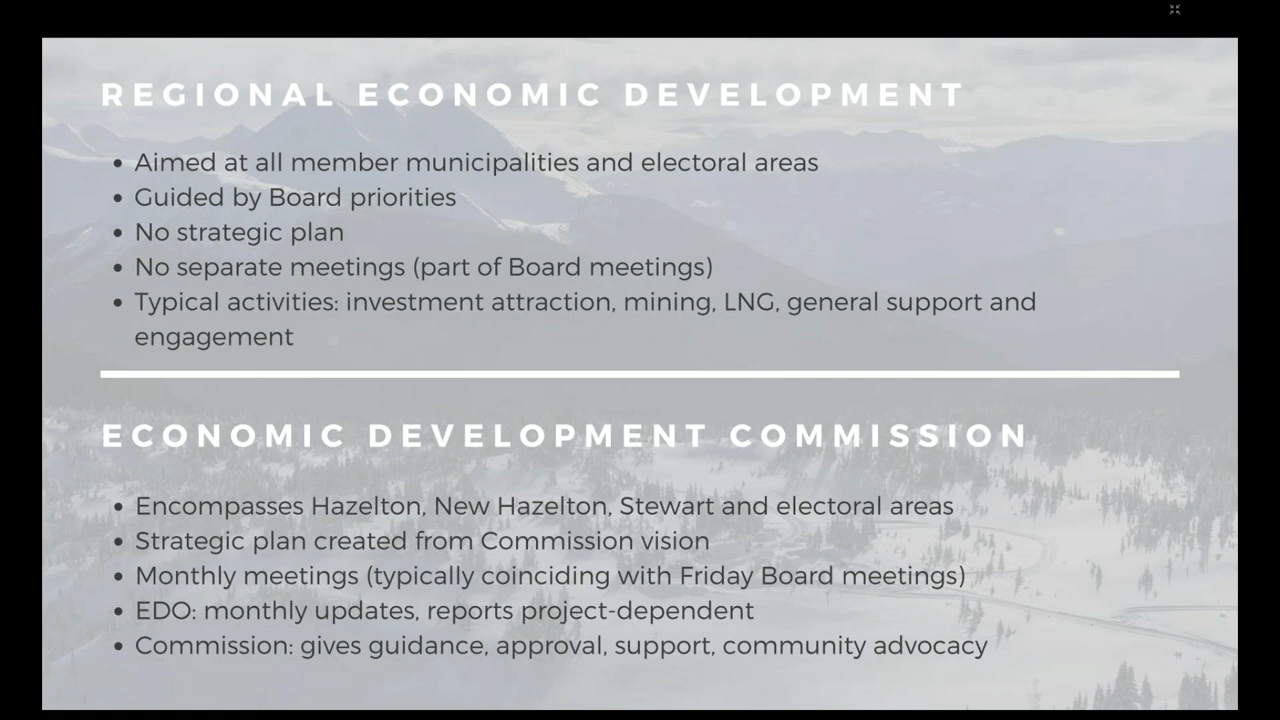 REGIONAL ECONOMIC DEVELOPMENT
• Aimed at all member municipalities and electoral areas
• Guided by Board priorities
• No strategic plan
• No separate meetings (part of Board meetings)
• Typical activities: investment attraction, mining, LNG, general support and
engagement
ECONOMIC DEVELOPMENT COMMISSION
• Encompasses Hazelton, New Hazelton, Stewart and electoral areas
• Strategic plan created from Commission vision
• Monthly meetings (typically coinciding with Friday Board meetings)
• EDO: monthly updates, reports project-dependent
• Commission: gives guidance, approval, support, community advocacy